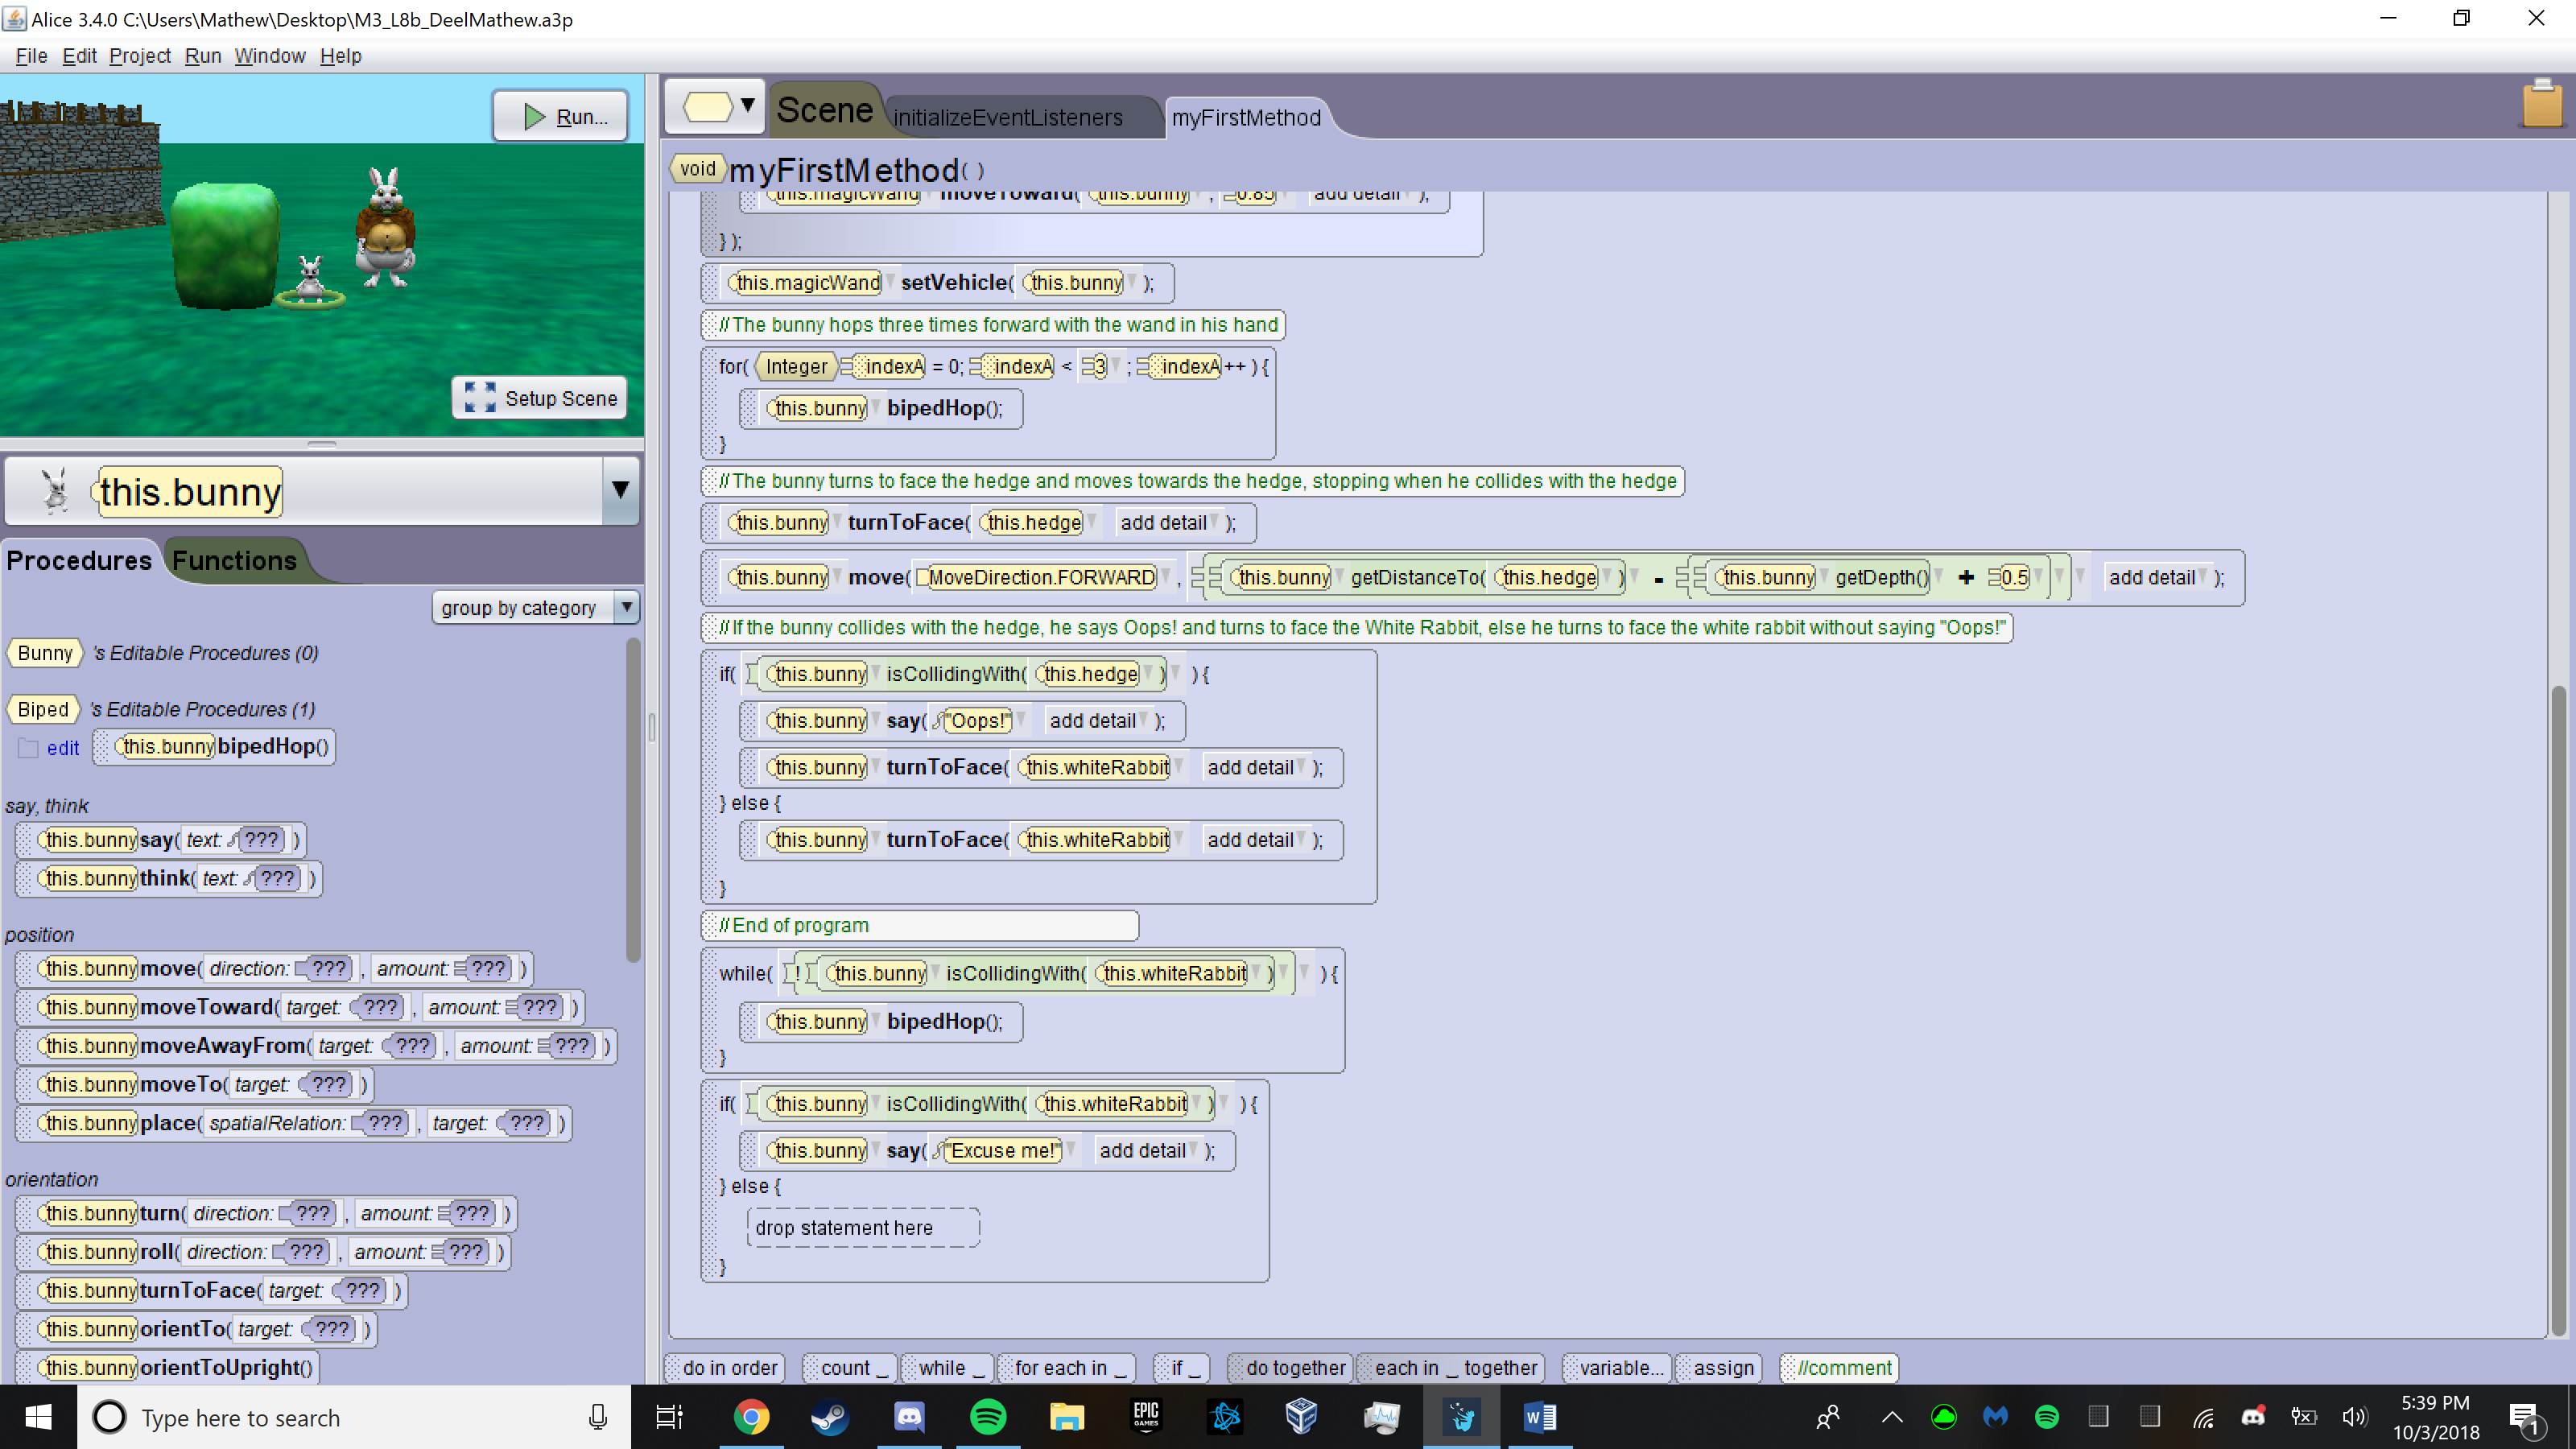 Alice 3.4.0 C:\Users\Mathew\Desktop\M3_L8b_DeelMathew.a3p
File Edit Project Run Window Help
Run...
Setup Scene
this.bunny
Procedures Functions
group by category
Bunny 's Editable Procedures (0)
Biped 's Editable Procedures (1)
edit this.bunny bipedHop()
say, think
this.bunny say( text: ??? )
this.bunny think( text: ??? )
position
this.bunny move( direction: ??? , amount: ??? )
this.bunny moveToward( target: ??? , amount: ??? )
this.bunny moveAwayFrom( target: ??? , amount: ??? )
this.bunny moveTo( target: ??? )
this.bunny place( spatialRelation: ??? , target: ??? )
orientation
this.bunny turn( direction: ??? , amount: ??? )
this.bunny roll( direction: ??? , amount: ??? )
this.bunny turnToFace( target: ??? )
this.bunny orientTo( target: ??? )
this.bunny orientToUpright()
Scene initializeEventListeners myFirstMethod
void myFirstMethod( )
this.magicWand moveToward( this.bunny , 0.85 add detail );
} );
this.magicWand setVehicle( this.bunny );
//The bunny hops three times forward with the wand in his hand
for( Integer indexA = 0; indexA < 3 ; indexA ++ ) {
this.bunny bipedHop();
}
//The bunny turns to face the hedge and moves towards the hedge, stopping when he collides with the hedge
this.bunny turnToFace( this.hedge add detail );
this.bunny move( MoveDirection.FORWARD , this.bunny getDistanceTo( this.hedge ) - this.bunny getDepth() + 0.5 add detail );
//If the bunny collides with the hedge, he says Oops! and turns to face the White Rabbit, else he turns to face the white rabbit without saying "Oops!"
if( this.bunny isCollidingWith( this.hedge ) ) {
this.bunny say( "Oops!" add detail );
this.bunny turnToFace( this.whiteRabbit add detail );
} else {
this.bunny turnToFace( this.whiteRabbit add detail );
}
//End of program
while( ! this.bunny isCollidingWith( this.whiteRabbit ) ) {
this.bunny bipedHop();
}
if( this.bunny isCollidingWith( this.whiteRabbit ) ) {
this.bunny say( "Excuse me!" add detail );
} else {
drop statement here
}
do in order count _ while _ for each in _ if _ do together each in _ together variable... assign //comment
Type here to search
EPIC GAMES
5:39 PM
10/3/2018
1